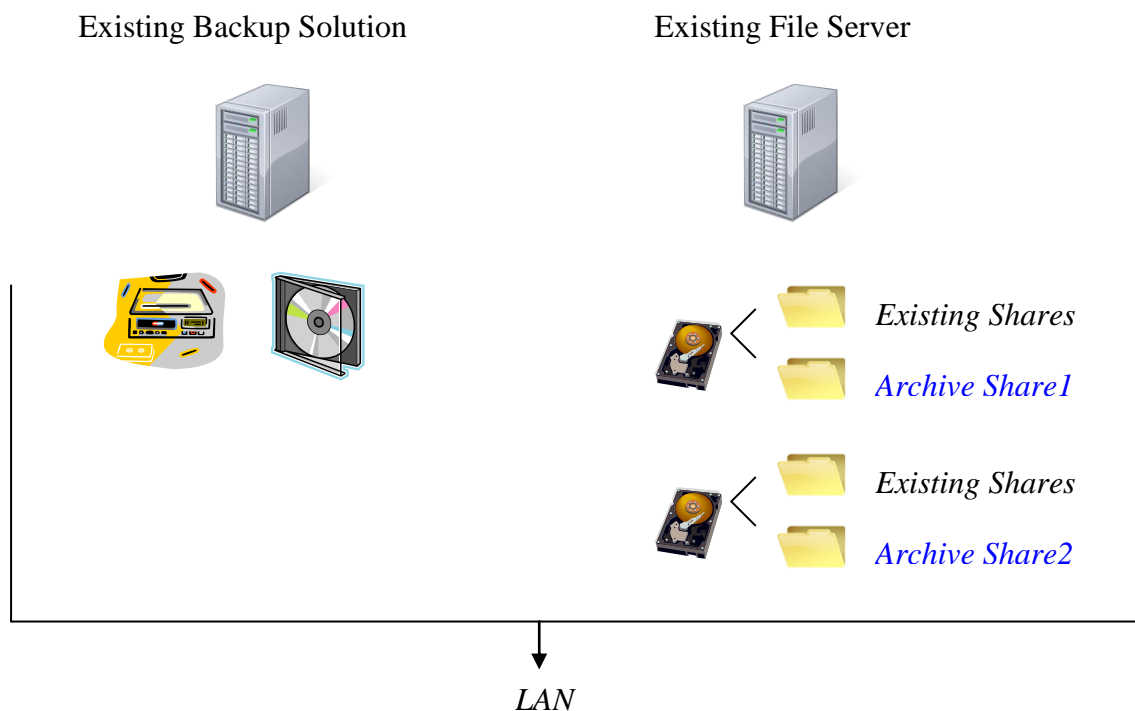 Existing Backup Solution
Existing File Server
Existing Shares
Archive Share1
Existing Shares
Archive Share2
LAN